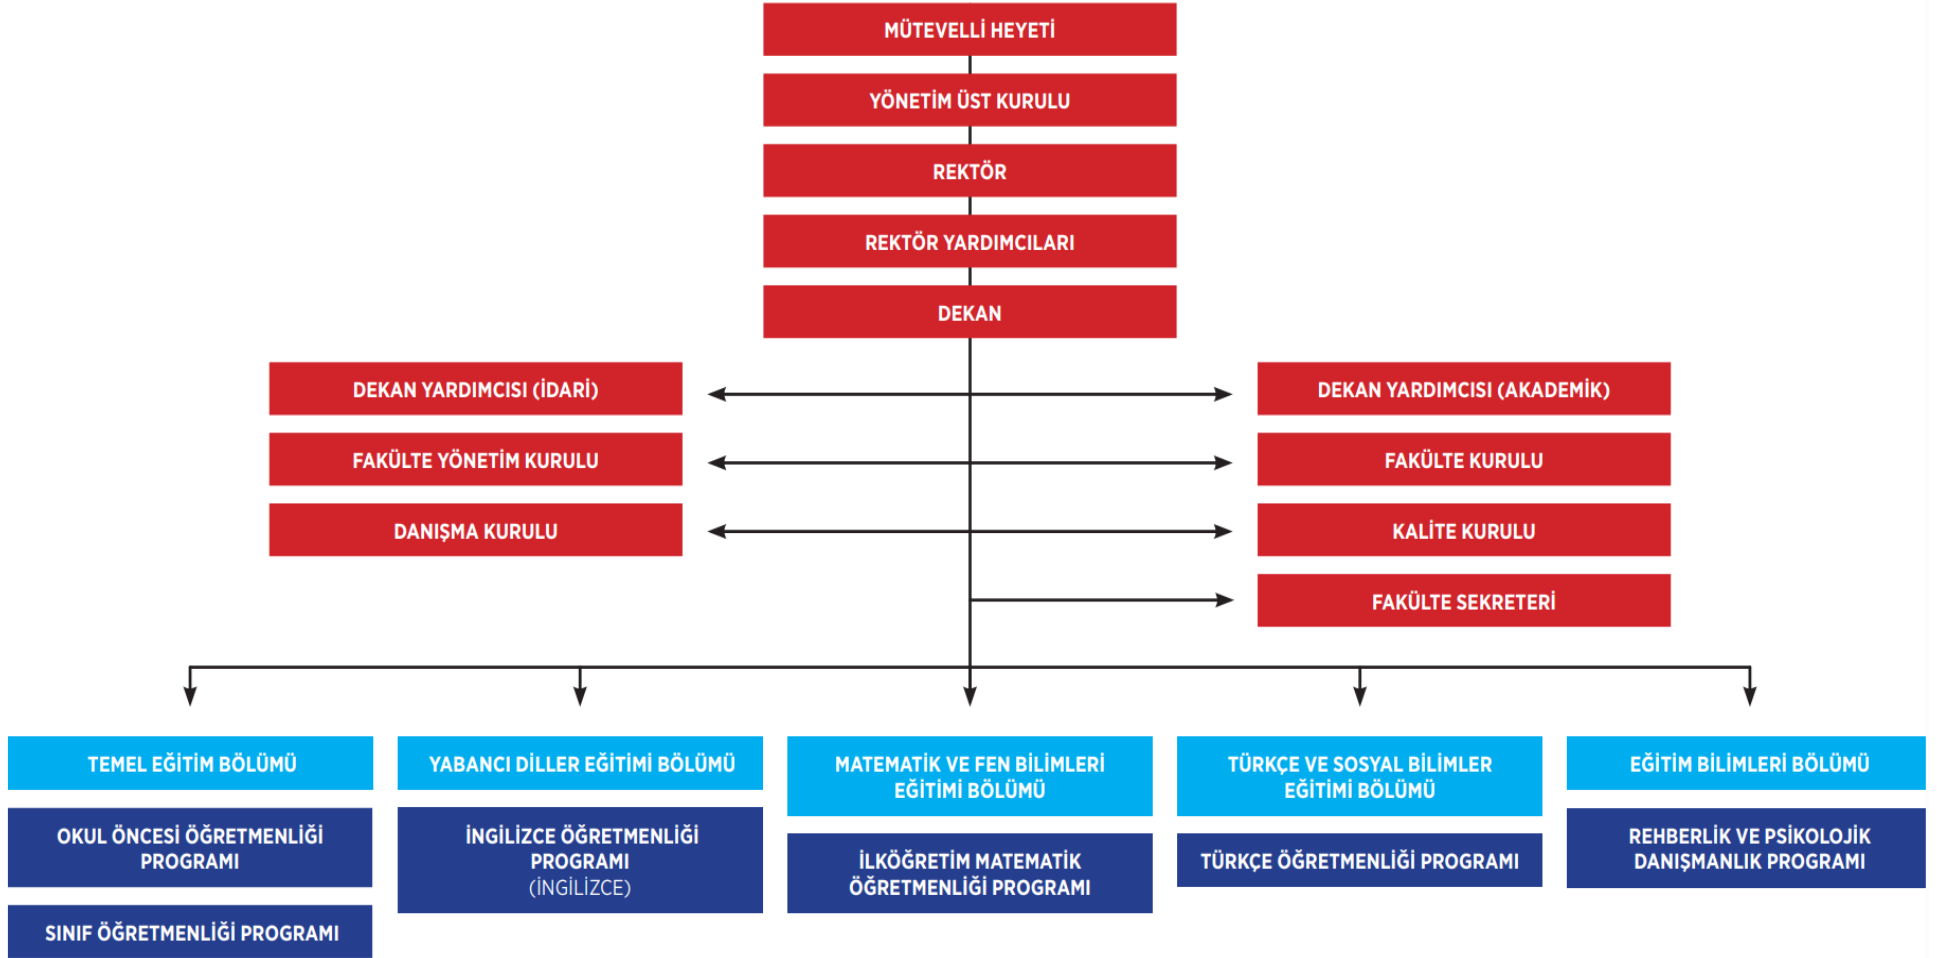 MÜTEVELLİ HEYETİ
YÖNETİM ÜST KURULU
REKTÖR
REKTÖR YARDIMCILARI
DEKAN
DEKAN YARDIMCISI (İDARİ)
DEKAN YARDIMCISI (AKADEMİK)
FAKÜLTE YÖNETİM KURULU
FAKÜLTE KURULU
DANIŞMA KURULU
KALİTE KURULU
FAKÜLTE SEKRETERİ
TEMEL EĞİTİM BÖLÜMÜ
OKUL ÖNCESİ ÖĞRETMENLİĞİ
PROGRAMI
SINIF ÖĞRETMENLİĞİ PROGRAMI
YABANCI DİLLER EĞİTİMİ BÖLÜMÜ
İNGİLİZCE ÖĞRETMENLİĞİ
PROGRAMI
(İNGİLİZCE)
MATEMATİK VE FEN BİLİMLERİ
EĞİTİMİ BÖLÜMÜ
İLKÖĞRETİM MATEMATİK
ÖĞRETMENLİĞİ PROGRAMI
TÜRKÇE VE SOSYAL BİLİMLER
EĞİTİMİ BÖLÜMÜ
TÜRKÇE ÖĞRETMENLİĞİ PROGRAMI
EĞİTİM BİLİMLERİ BÖLÜMÜ
REHBERLİK VE PSİKOLOJİK
DANIŞMANLIK PROGRAMI